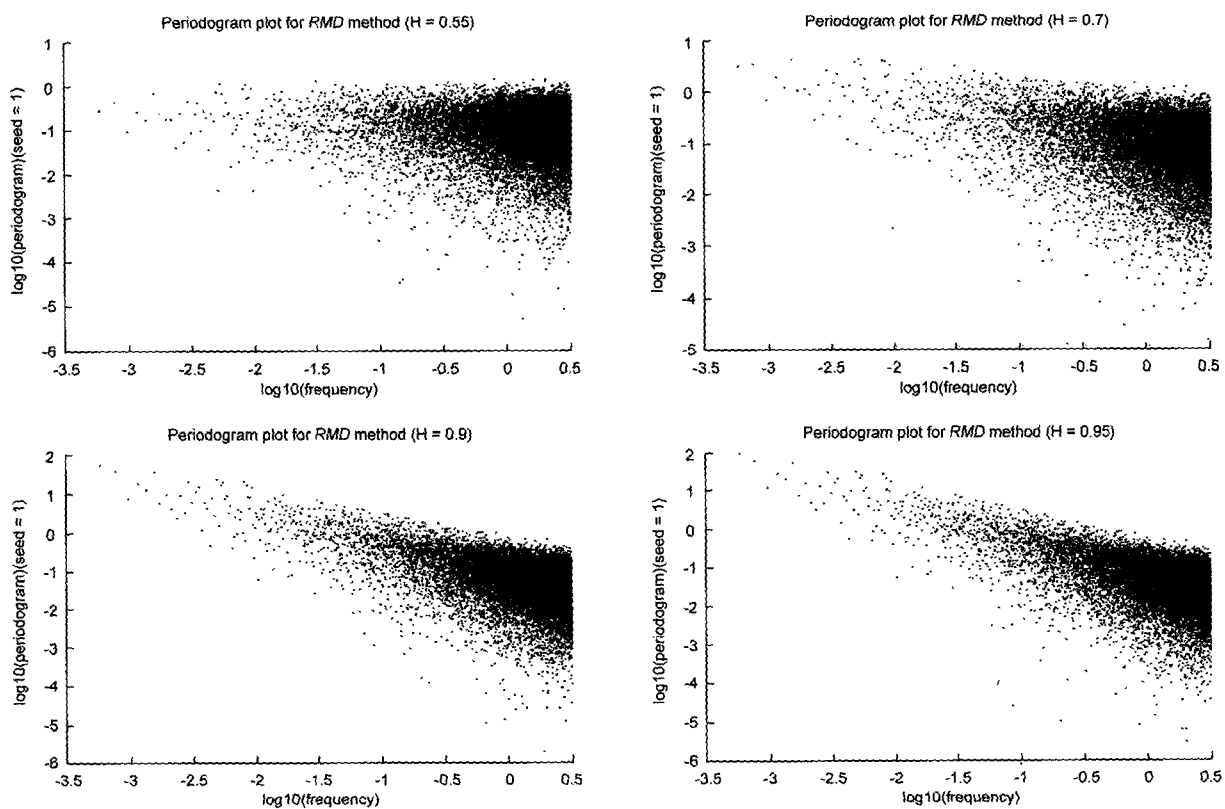 Periodogram plot for RMD method (H = 0.55)
log10(periodogram)(seed = 1)
1
0
-1
-2
-3
-4
-5
-6
-3.5 -3 -2.5 -2 -1.5 -1 -0.5 0 0.5
log10(frequency)
Periodogram plot for RMD method (H = 0.7)
log10(periodogram)(seed = 1)
1
0
-1
-2
-3
-4
-5
-3.5 -3 -2.5 -2 -1.5 -1 -0.5 0 0.5
log10(frequency)
Periodogram plot for RMD method (H = 0.9)
log10(periodogram)(seed = 1)
2
1
0
-1
-2
-3
-4
-5
-6
-3.5 -3 -2.5 -2 -1.5 -1 -0.5 0 0.5
log10(frequency)
Periodogram plot for RMD method (H = 0.95)
log10(periodogram)(seed = 1)
2
1
0
-1
-2
-3
-4
-5
-6
-3.5 -3 -2.5 -2 -1.5 -1 -0.5 0 0.5
log10(frequency)